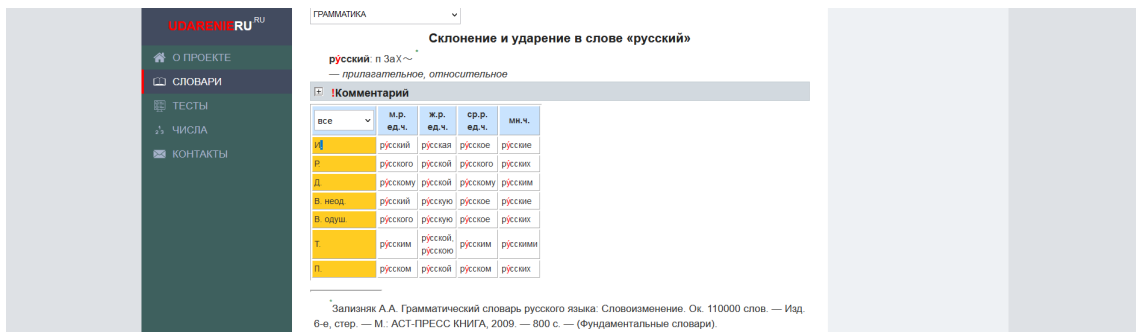 UDARENIERU.RU
О ПРОЕКТЕ
СЛОВАРИ
ТЕСТЫ
ЧИСЛА
КОНТАКТЫ
ГРАММАТИКА
Склонение и ударение в слове «русский»
ру́сский: п 3aX～*
— прилагательное, относительное
!Комментарий
все м.р. ед.ч. ж.р. ед.ч. ср.р. ед.ч. мн.ч.
И. ру́сский ру́сская ру́сское ру́сские
Р. ру́сского ру́сской ру́сского ру́сских
Д. ру́сскому ру́сской ру́сскому ру́сским
В. неод. ру́сский ру́сскую ру́сское ру́сские
В. одуш. ру́сского ру́сскую ру́сское ру́сских
Т. ру́сским ру́сской, ру́сскою ру́сским ру́сскими
П. ру́сском ру́сской ру́сском ру́сских
*Зализняк А.А. Грамматический словарь русского языка: Словоизменение. Ок. 110000 слов. — Изд.
6-е, стер. — М.: АСТ-ПРЕСС КНИГА, 2009. — 800 с. — (Фундаментальные словари).